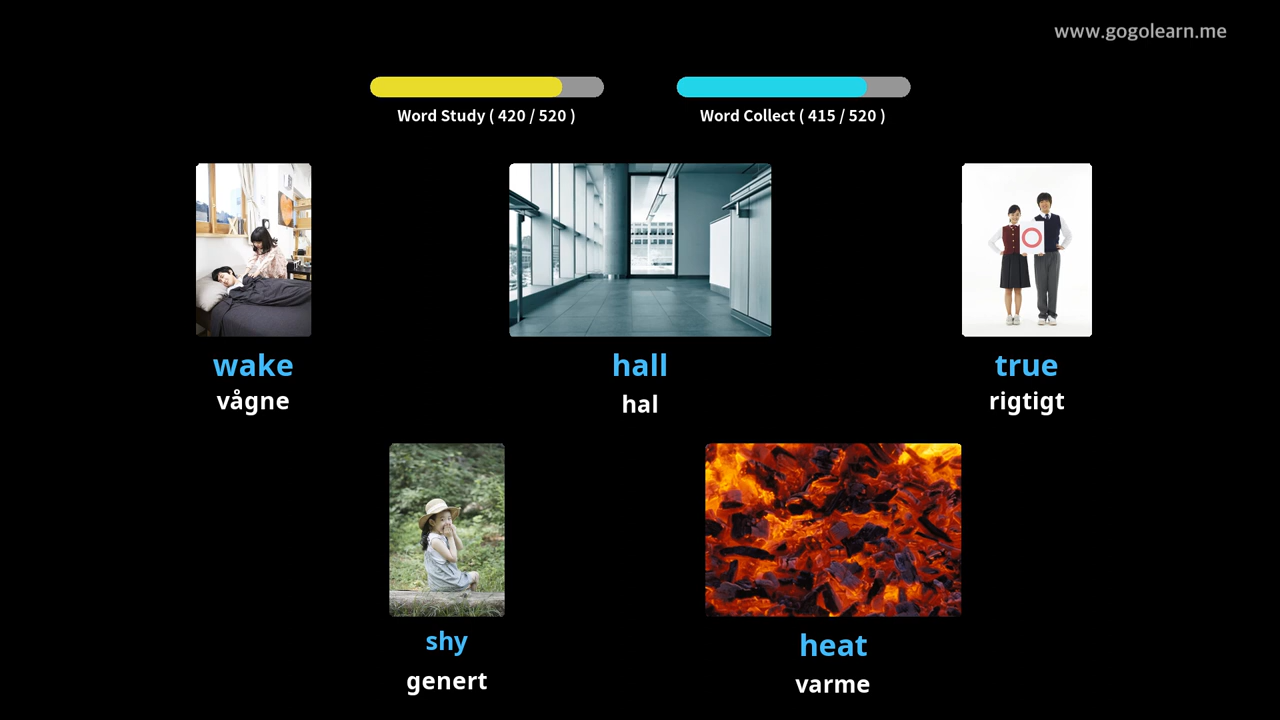 www.gogolearn.me
Word Study ( 420 / 520 )
Word Collect ( 415 / 520 )
wake
vågne
hall
hal
true
rigtigt
shy
genert
heat
varme